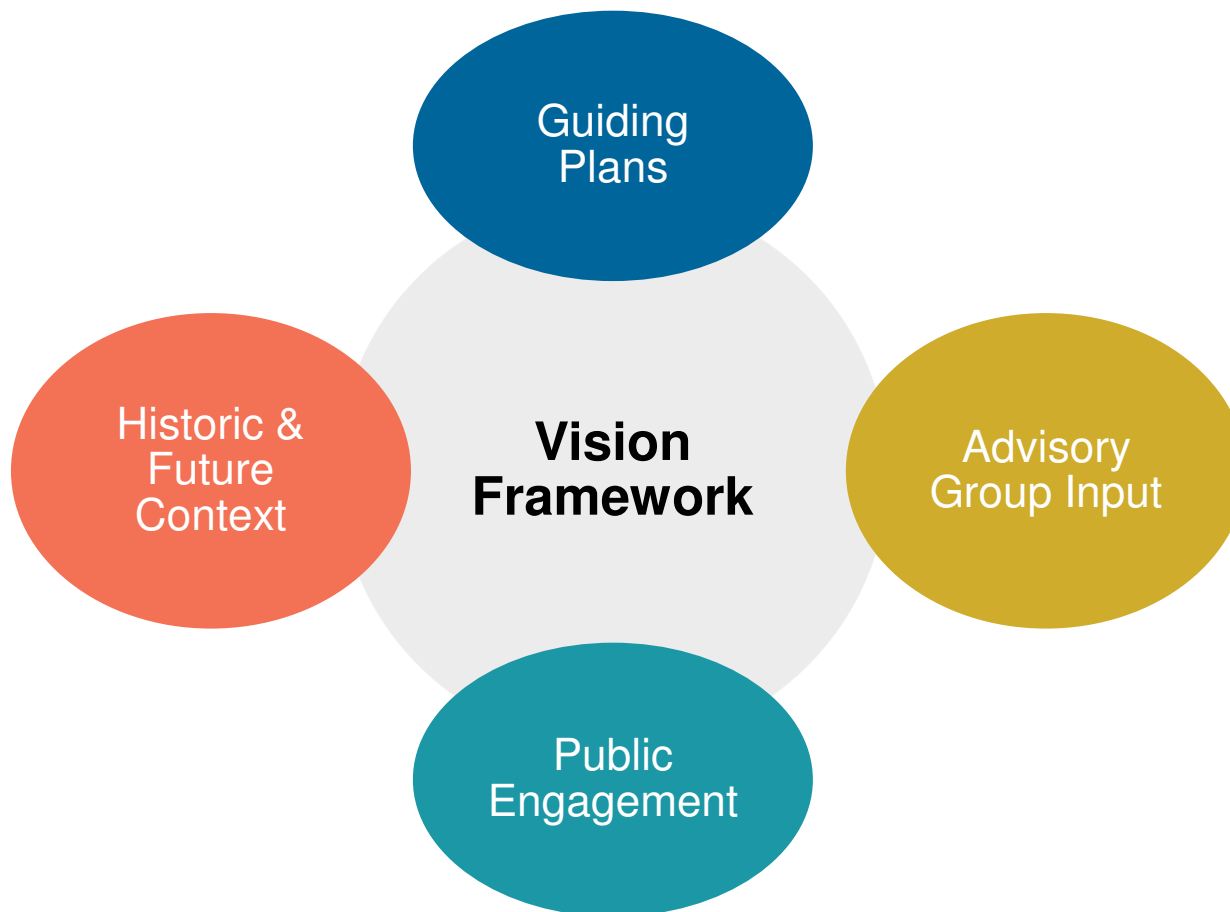 Guiding
Plans
Historic &
Future
Context
Vision
Framework
Advisory
Group Input
Public
Engagement